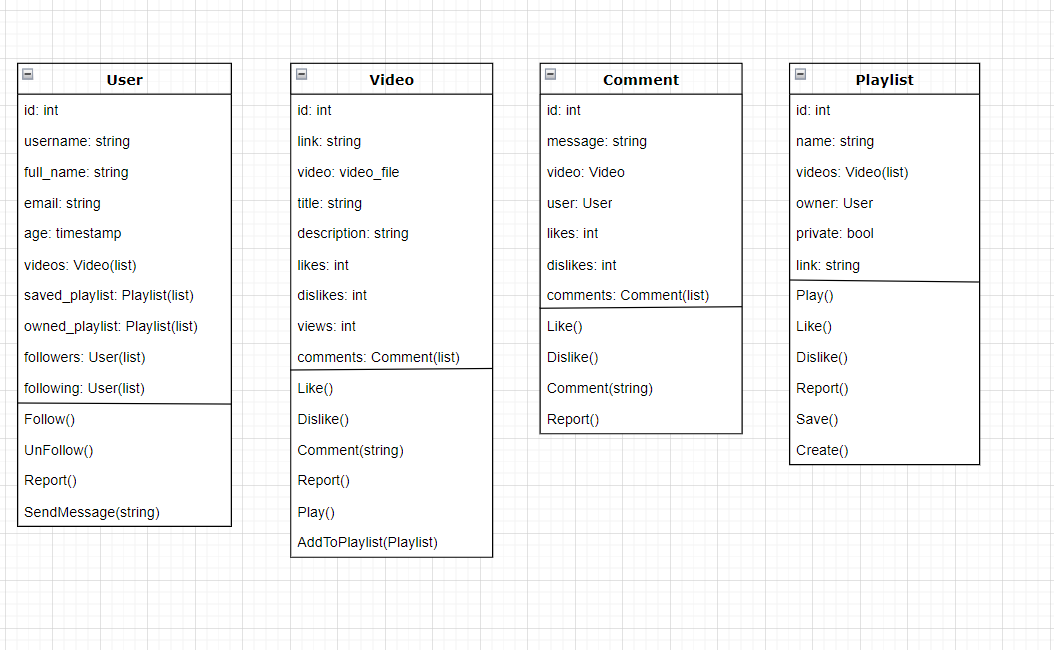 User
id: int
username: string
full_name: string
email: string
age: timestamp
videos: Video(list)
saved_playlist: Playlist(list)
owned_playlist: Playlist(list)
followers: User(list)
following: User(list)
Follow()
UnFollow()
Report()
SendMessage(string)
Video
id: int
link: string
video: video_file
title: string
description: string
likes: int
dislikes: int
views: int
comments: Comment(list)
Like()
Dislike()
Comment(string)
Report()
Play()
AddToPlaylist(Playlist)
Comment
id: int
message: string
video: Video
user: User
likes: int
dislikes: int
comments: Comment(list)
Like()
Dislike()
Comment(string)
Report()
Playlist
id: int
name: string
videos: Video(list)
owner: User
private: bool
link: string
Play()
Like()
Dislike()
Report()
Save()
Create()